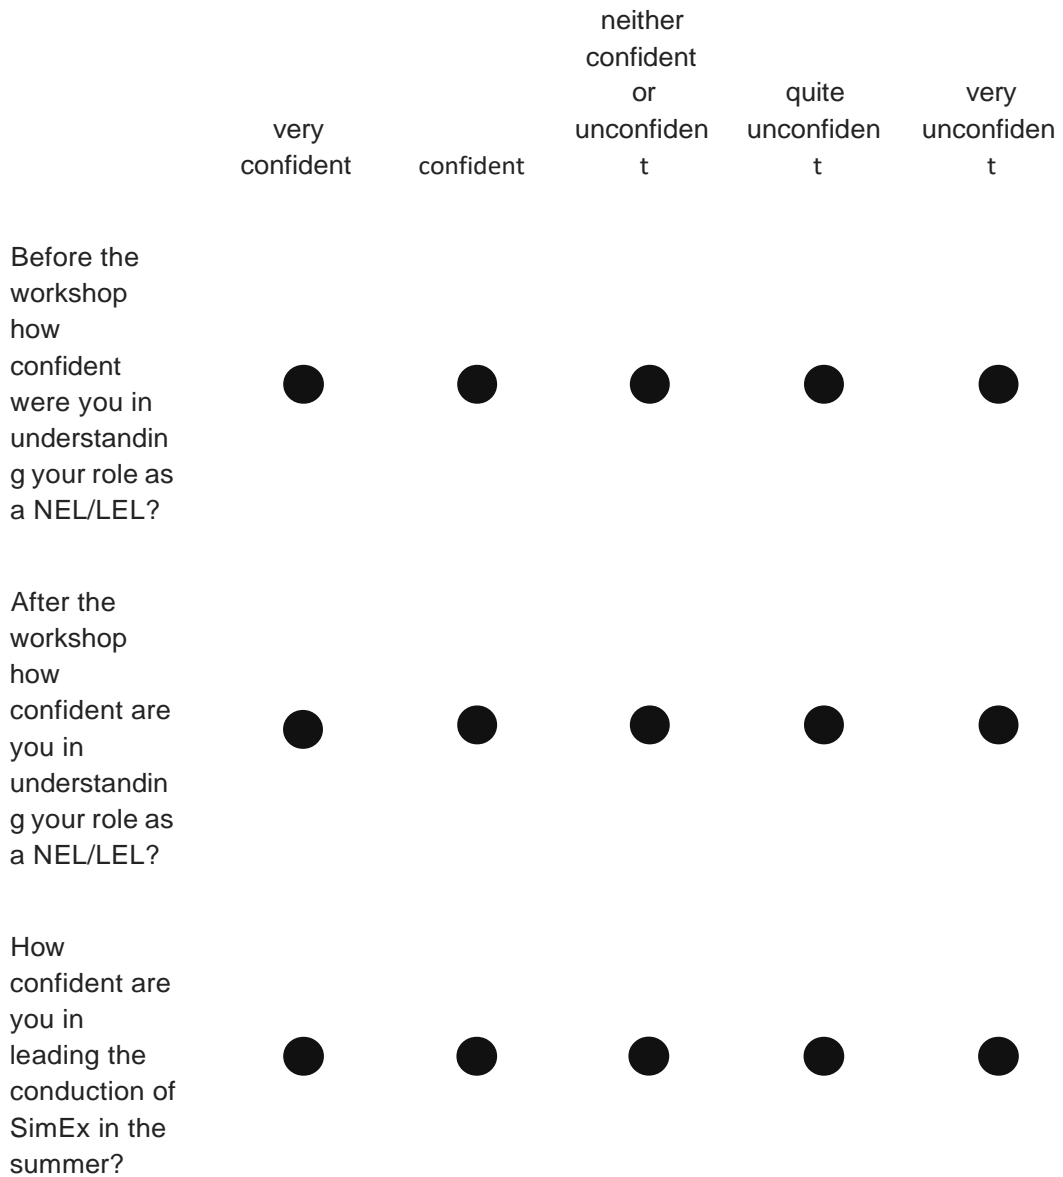 very
confident
confident
neither
confident
or
unconfiden
t
quite
unconfiden
t
very
unconfiden
t
Before the
workshop
how
confident
were you in
understandin
g your role as
a NEL/LEL?
After the
workshop
how
confident are
you in
understandin
g your role as
a NEL/LEL?
How
confident are
you in
leading the
conduction of
SimEx in the
summer?